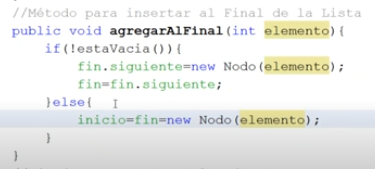 //Método para insertar al Final de la Lista
public void agregarAlFinal(int elemento){
if(!estaVacia()){
fin.siguiente=new Nodo(elemento);
fin=fin.siguiente;
}else{
inicio=fin=new Nodo(elemento);
}
}